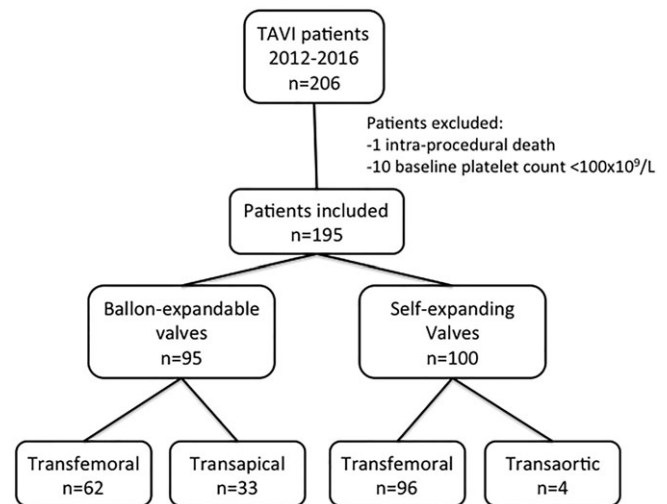 TAVI patients
2012-2016
n=206
Patients excluded:
-1 intra-procedural death
-10 baseline platelet count <100x10⁹/L
Patients included
n=195
Ballon-expandable
valves
n=95
Self-expanding
Valves
n=100
Transfemoral
n=62
Transapical
n=33
Transfemoral
n=96
Transaortic
n=4